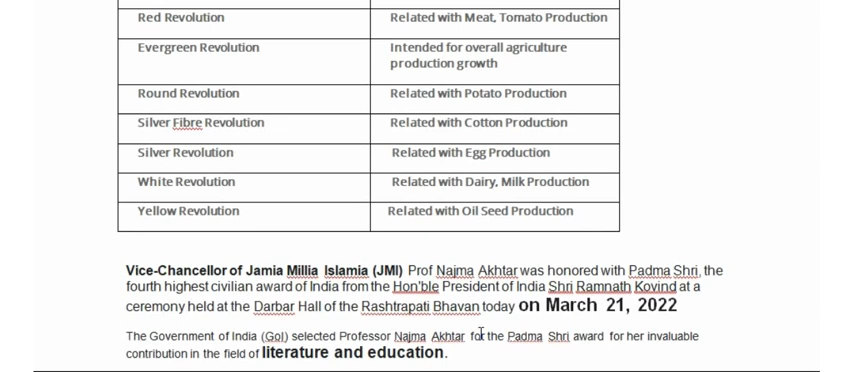 Red Revolution Related with Meat, Tomato Production
Evergreen Revolution Intended for overall agriculture
production growth
Round Revolution Related with Potato Production
Silver Fibre Revolution Related with Cotton Production
Silver Revolution Related with Egg Production
White Revolution Related with Dairy, Milk Production
Yellow Revolution Related with Oil Seed Production
Vice-Chancellor of Jamia Millia Islamia (JMI) Prof Najma Akhtar was honored with Padma Shri, the
fourth highest civilian award of India from the Hon'ble President of India Shri Ramnath Kovind at a
ceremony held at the Darbar Hall of the Rashtrapati Bhavan today on March 21, 2022
The Government of India (GoI) selected Professor Najma Akhtar for the Padma Shri award for her invaluable
contribution in the field of literature and education.